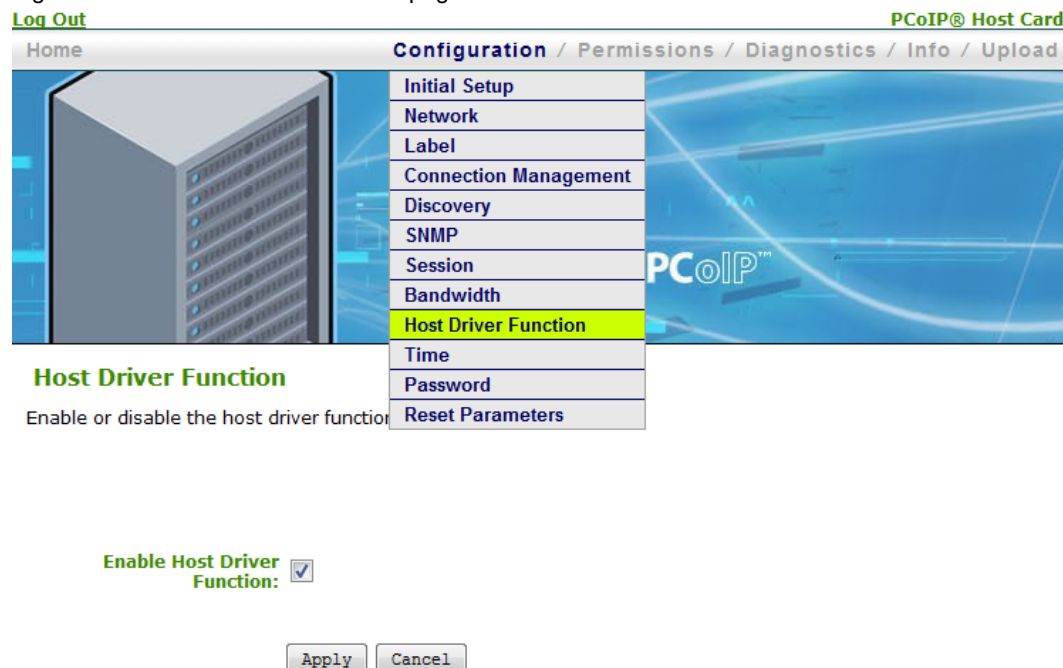 Log Out PCoIP® Host Card
Home Configuration / Permissions / Diagnostics / Info / Upload
Initial Setup
Network
Label
Connection Management
Discovery
SNMP
Session
Bandwidth
Host Driver Function
Time
Password
Reset Parameters
PCoIP™
Host Driver Function
Enable or disable the host driver function
Enable Host Driver
Function:
Apply Cancel